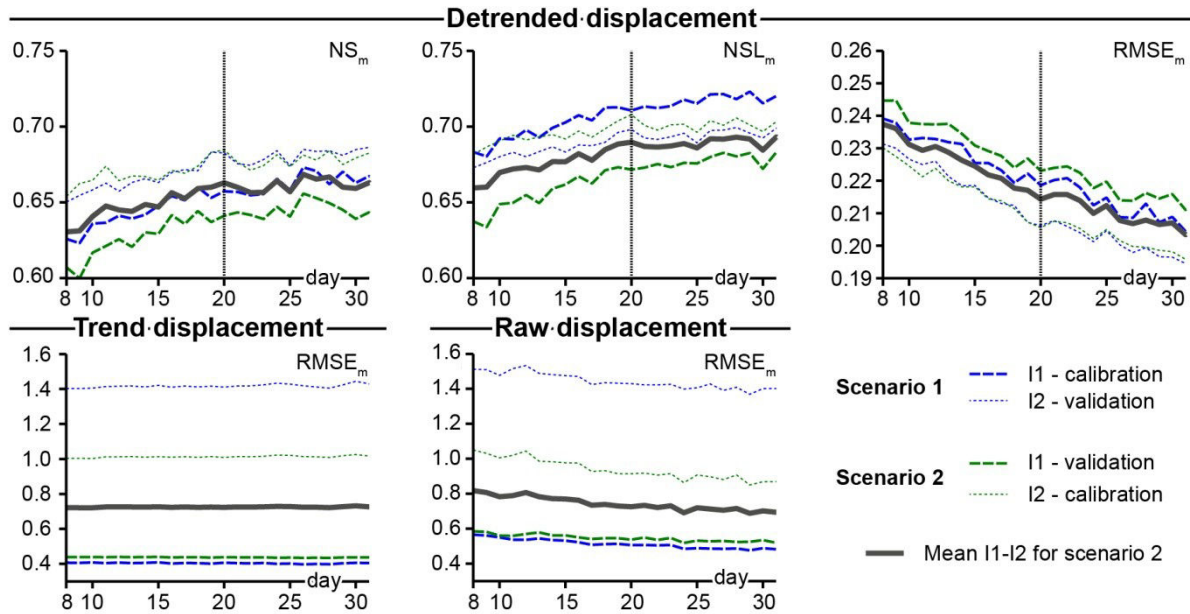 Detrended displacement
0.75
0.70
0.65
0.60
NSm
day
8 10 15 20 25 30
0.75
0.70
0.65
0.60
NSLm
day
8 10 15 20 25 30
0.26
0.25
0.24
0.23
0.22
0.21
0.20
0.19
RMSEm
day
8 10 15 20 25 30
Trend displacement
1.6
1.4
1.2
1.0
0.8
0.6
0.4
RMSEm
day
8 10 15 20 25 30
Raw displacement
1.6
1.4
1.2
1.0
0.8
0.6
0.4
RMSEm
day
8 10 15 20 25 30
Scenario 1
I1 - calibration
I2 - validation
Scenario 2
I1 - validation
I2 - calibration
Mean I1-I2 for scenario 2